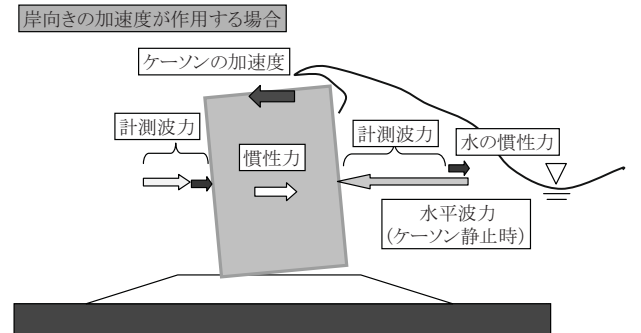 岸向きの加速度が作用する場合
ケーソンの加速度
計測波力
計測波力
水の慣性力
慣性力
水平波力
(ケーソン静止時)